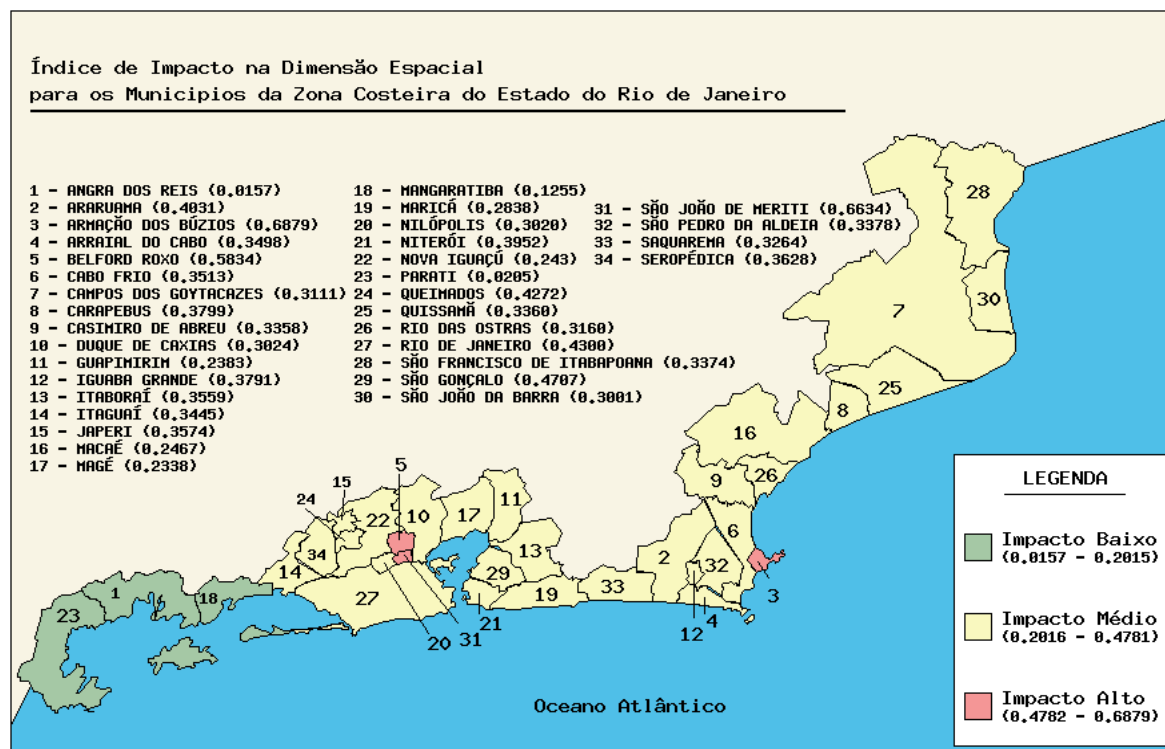 Índice de Impacto na Dimensão Espacial
para os Municipios da Zona Costeira do Estado do Rio de Janeiro
1 - ANGRA DOS REIS (0.0157)
2 - ARARUAMA (0.4031)
3 - ARMAÇÃO DOS BÚZIOS (0.6879)
4 - ARRAIAL DO CABO (0.3498)
5 - BELFORD ROXO (0.5834)
6 - CABO FRIO (0.3513)
7 - CAMPOS DOS GOYTACAZES (0.3111)
8 - CARAPEBUS (0.3799)
9 - CASIMIRO DE ABREU (0.3358)
10 - DUQUE DE CAXIAS (0.3024)
11 - GUAPIMIRIM (0.2383)
12 - IGUABA GRANDE (0.3791)
13 - ITABORAÍ (0.3559)
14 - ITAGUAÍ (0.3445)
15 - JAPERI (0.3574)
16 - MACAÉ (0.2467)
17 - MAGÉ (0.2338)
18 - MANGARATIBA (0.1255)
19 - MARICÁ (0.2838)
20 - NILÓPOLIS (0.3020)
21 - NITERÓI (0.3952)
22 - NOVA IGUAÇÚ (0.243)
23 - PARATI (0.0205)
24 - QUEIMADOS (0.4272)
25 - QUISSAMÃ (0.3360)
26 - RIO DAS OSTRAS (0.3160)
27 - RIO DE JANEIRO (0.4300)
28 - SÃO FRANCISCO DE ITABAPOANA (0.3374)
29 - SÃO GONÇALO (0.4707)
30 - SÃO JOÃO DA BARRA (0.3001)
31 - SÃO JOÃO DE MERITI (0.6634)
32 - SÃO PEDRO DA ALDEIA (0.3378)
33 - SAQUAREMA (0.3264)
34 - SEROPÉDICA (0.3628)
28
30
7
25
8
16
26
9
6
5
15
24
22
10
17
11
34
13
2
32
14
29
33
1
18
27
19
23
21
3
4
12
20
31
Oceano Atlântico
LEGENDA
Impacto Baixo
(0.0157 - 0.2015)
Impacto Médio
(0.2016 - 0.4781)
Impacto Alto
(0.4782 - 0.6879)